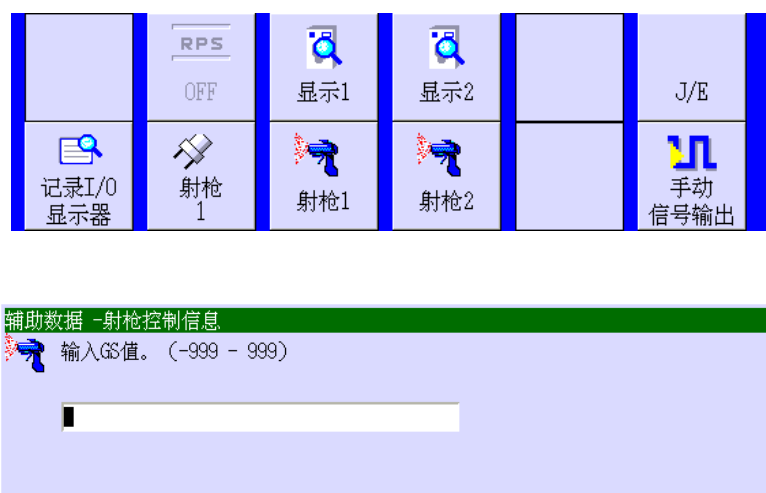 RPS
OFF
显示1
显示2
J/E
记录I/O
显示器
射枪
1
射枪1
射枪2
手动
信号输出
辅助数据 -射枪控制信息
输入GS值。 (-999 - 999)